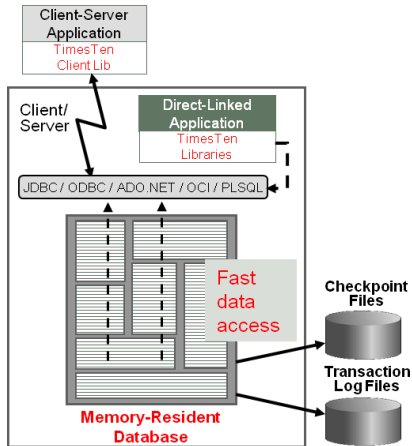 Client-Server
Application
TimesTen
Client Lib
Client/
Server
Direct-Linked
Application
TimesTen
Libraries
JDBC / ODBC / ADO.NET / OCI / PLSQL
Fast
data
access
Checkpoint
Files
Transaction
Log Files
Memory-Resident
Database